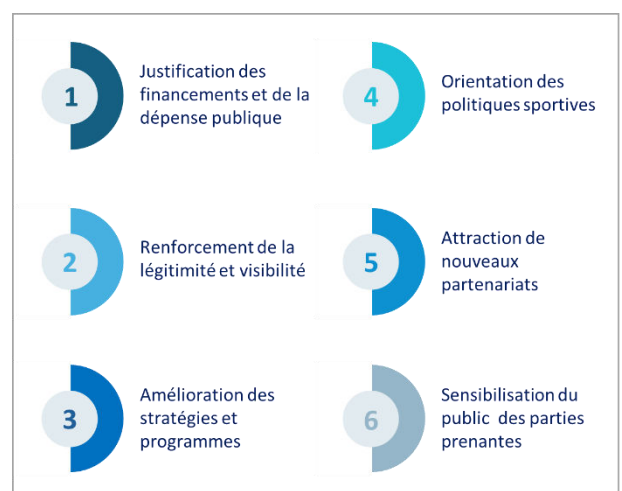 1
Justification des
financements et de la
dépense publique
2
Renforcement de la
légitimité et visibilité
3
Amélioration des
stratégies et
programmes
4
Orientation des
politiques sportives
5
Attraction de
nouveaux
partenariats
6
Sensibilisation du
public  des parties
prenantes